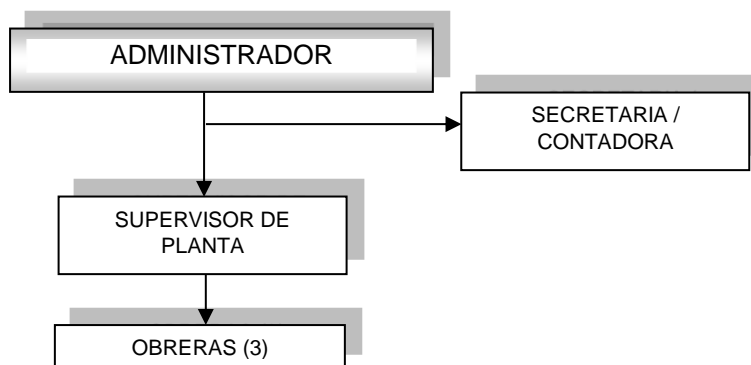 ADMINISTRADOR
SECRETARIA /
CONTADORA
SUPERVISOR DE
PLANTA
OBRERAS (3)